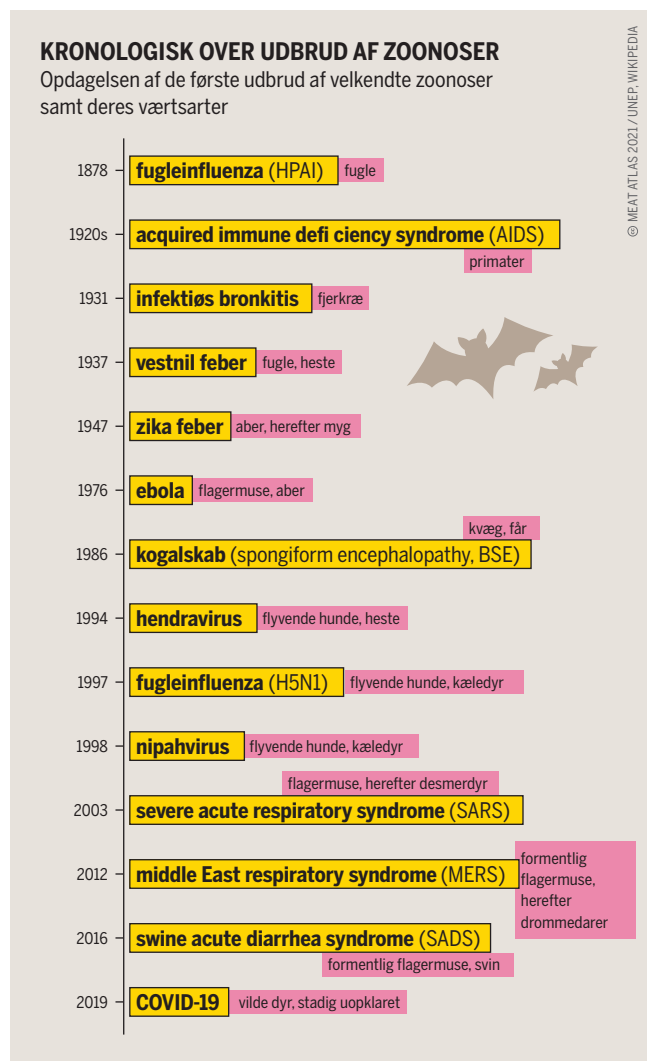 KRONOLOGISK OVER UDBRUD AF ZOONOSER
Opdagelsen af de første udbrud af velkendte zoonoser
samt deres værtsarter
© MEAT ATLAS 2021 / UNEP, WIKIPEDIA
1878 fugleinfluenza (HPAI) fugle
1920s acquired immune defi ciency syndrome (AIDS)
primater
1931 infektiøs bronkitis fjerkræ
1937 vestnil feber fugle, heste
1947 zika feber aber, herefter myg
1976 ebola flagermuse, aber
kvæg, får
1986 kogalskab (spongiform encephalopathy, BSE)
1994 hendravirus flyvende hunde, heste
1997 fugleinfluenza (H5N1) flyvende hunde, kæledyr
1998 nipahvirus flyvende hunde, kæledyr
flagermuse, herefter desmerdyr
2003 severe acute respiratory syndrome (SARS)
2012 middle East respiratory syndrome (MERS)
formentlig
flagermuse,
herefter
drommedarer
2016 swine acute diarrhea syndrome (SADS)
formentlig flagermuse, svin
2019 COVID-19 vilde dyr, stadig uopklaret